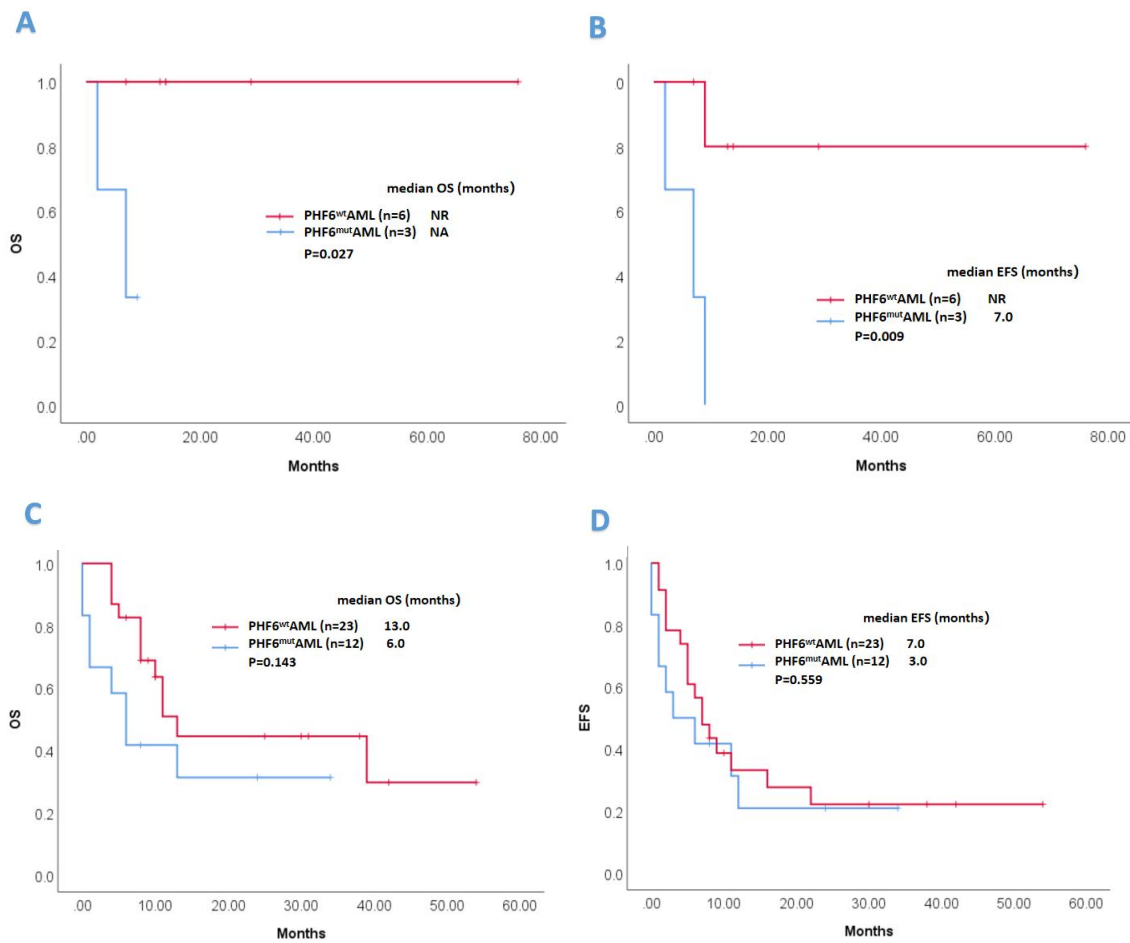 A
1.0
0.8
0.6
0.4
0.2
0.0
OS
median OS (months)
PHF6ʷᵗAML (n=6) NR
PHF6ᵐᵘᵗAML (n=3) NA
P=0.027
.00 20.00 40.00 60.00 80.00
Months
B
0
.8
0.6
.4
.2
0
median EFS (months)
PHF6ʷᵗAML (n=6) NR
PHF6ᵐᵘᵗAML (n=3) 7.0
P=0.009
.00 20.00 40.00 60.00 80.00
Months
C
1.0
0.8
0.6
0.4
0.2
0.0
OS
median OS (months)
PHF6ʷᵗAML (n=23) 13.0
PHF6ᵐᵘᵗAML (n=12) 6.0
P=0.143
.00 10.00 20.00 30.00 40.00 50.00 60.00
Months
D
1.0
0.8
0.6
0.4
0.2
0.0
EFS
median EFS (months)
PHF6ʷᵗAML (n=23) 7.0
PHF6ᵐᵘᵗAML (n=12) 3.0
P=0.559
.00 10.00 20.00 30.00 40.00 50.00 60.00
Months